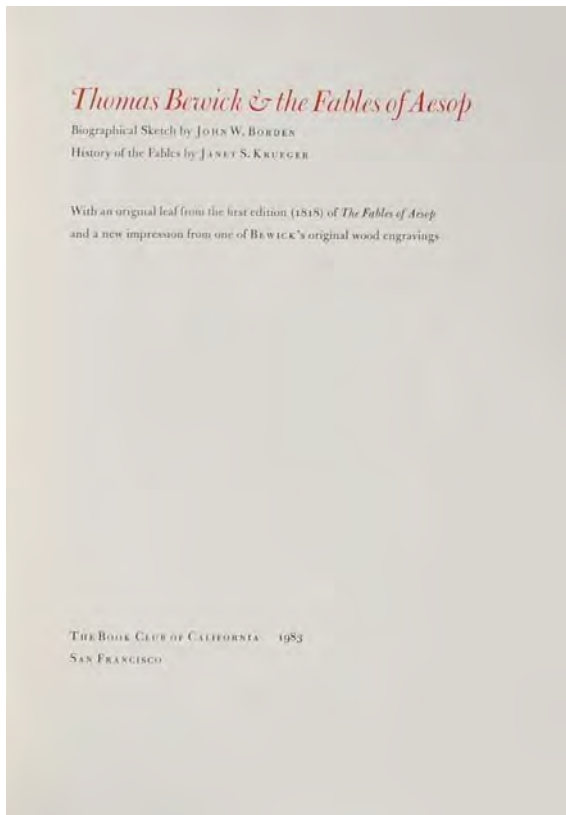 Thomas Bewick & the Fables of Aesop
Biographical Sketch by John W. Borden
History of the Fables by Janet S. Krueger
With an original leaf from the first edition (1818) of The Fables of Aesop
and a new impression from one of Bewick's original wood engravings
The Book Club of California 1983
San Francisco